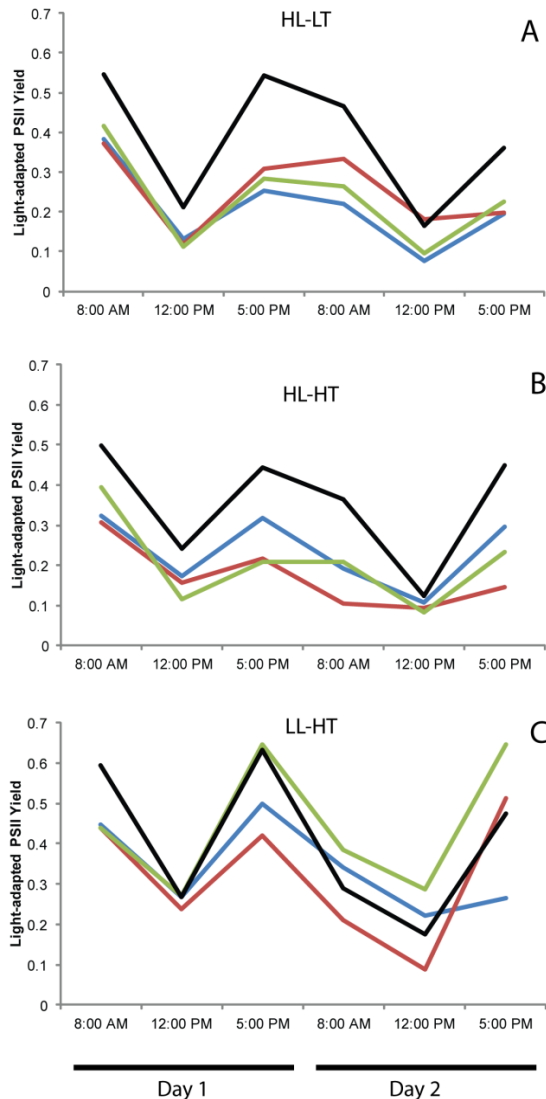 HL-LT
A
Light-adapted PSII Yield
0.7
0.6
0.5
0.4
0.3
0.2
0.1
0
8:00 AM 12:00 PM 5:00 PM 8:00 AM 12:00 PM 5:00 PM
HL-HT
B
Light-adapted PSII Yield
0.7
0.6
0.5
0.4
0.3
0.2
0.1
0
8:00 AM 12:00 PM 5:00 PM 8:00 AM 12:00 PM 5:00 PM
LL-HT
C
Light-adapted PSII Yield
0.7
0.6
0.5
0.4
0.3
0.2
0.1
0
8:00 AM 12:00 PM 5:00 PM 8:00 AM 12:00 PM 5:00 PM
Day 1 Day 2